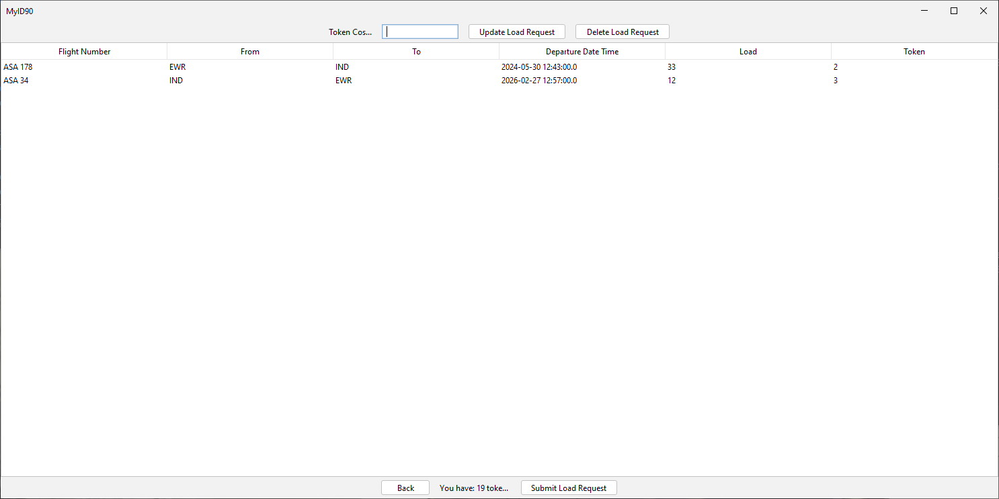 MyID90
Token Cos... Update Load Request Delete Load Request
Flight Number From To Departure Date Time Load Token
ASA 178 EWR IND 2024-05-30 12:43:00.0 33 2
ASA 34 IND EWR 2026-02-27 12:57:00.0 12 3
Back You have: 19 toke... Submit Load Request